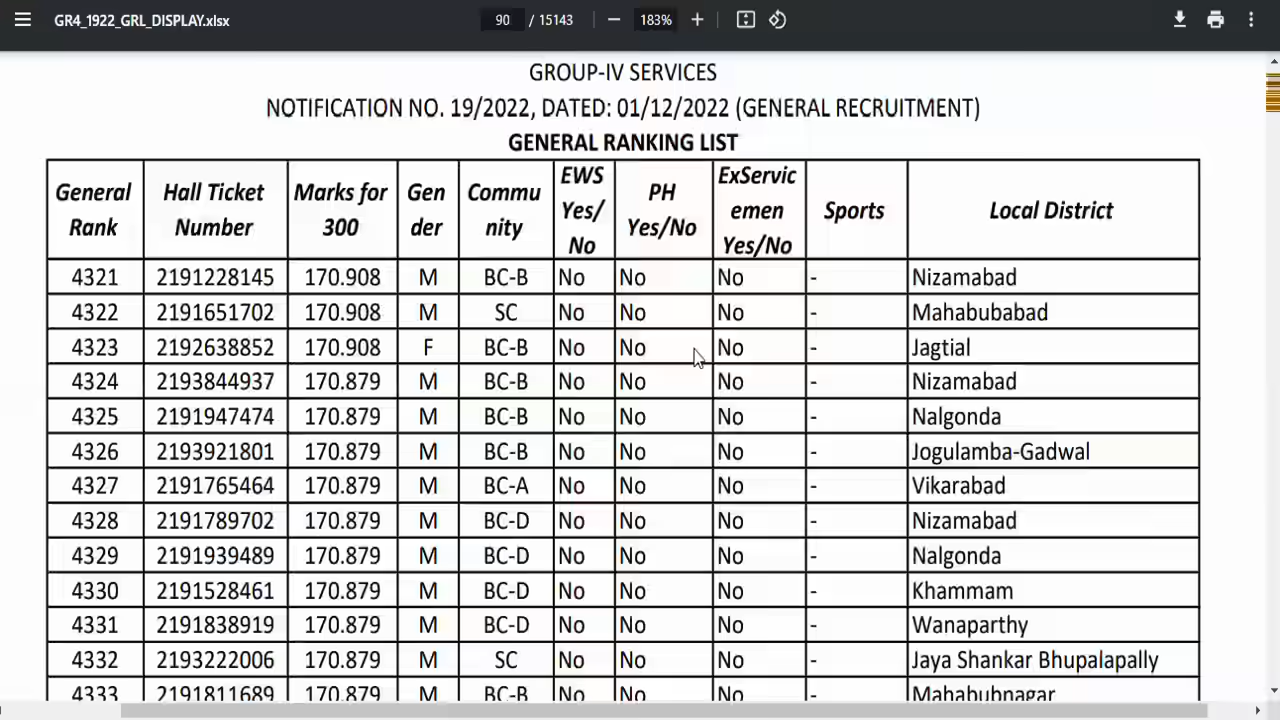 GR4_1922_GRL_DISPLAY.xlsx 90 / 15143 183%
GROUP-IV SERVICES
NOTIFICATION NO. 19/2022, DATED: 01/12/2022 (GENERAL RECRUITMENT)
GENERAL RANKING LIST
General Rank Hall Ticket Number Marks for 300 Gen der Commu nity EWS Yes/ No PH Yes/No ExServic emen Yes/No Sports Local District
4321 2191228145 170.908 M BC-B No No No - Nizamabad
4322 2191651702 170.908 M SC No No No - Mahabubabad
4323 2192638852 170.908 F BC-B No No No - Jagtial
4324 2193844937 170.879 M BC-B No No No - Nizamabad
4325 2191947474 170.879 M BC-B No No No - Nalgonda
4326 2193921801 170.879 M BC-B No No No - Jogulamba-Gadwal
4327 2191765464 170.879 M BC-A No No No - Vikarabad
4328 2191789702 170.879 M BC-D No No No - Nizamabad
4329 2191939489 170.879 M BC-D No No No - Nalgonda
4330 2191528461 170.879 M BC-D No No No - Khammam
4331 2191838919 170.879 M BC-D No No No - Wanaparthy
4332 2193222006 170.879 M SC No No No - Jaya Shankar Bhupalapally
4333 2191811689 170.879 M BC-B No No No - Mahabubnagar